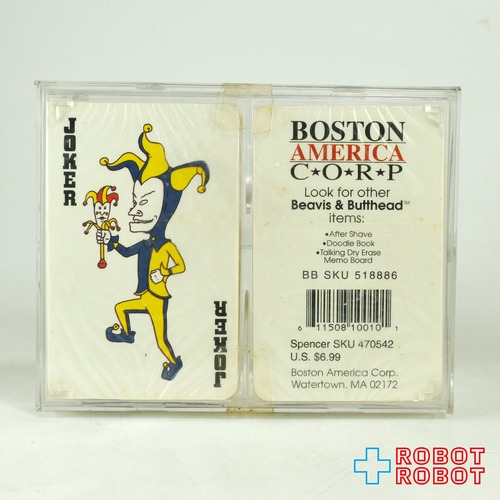 JOKER
JOKER
BOSTON
AMERICA
C★O★R★P
Look for other
Beavis & Butthead™
items:
•After Shave
•Doodle Book
•Talking Dry Erase
Memo Board
BB SKU 518886
6 11508 10010 1
Spencer SKU 470542
U.S. $6.99
Boston America Corp.
Watertown, MA 02172
ROBOT
ROBOT